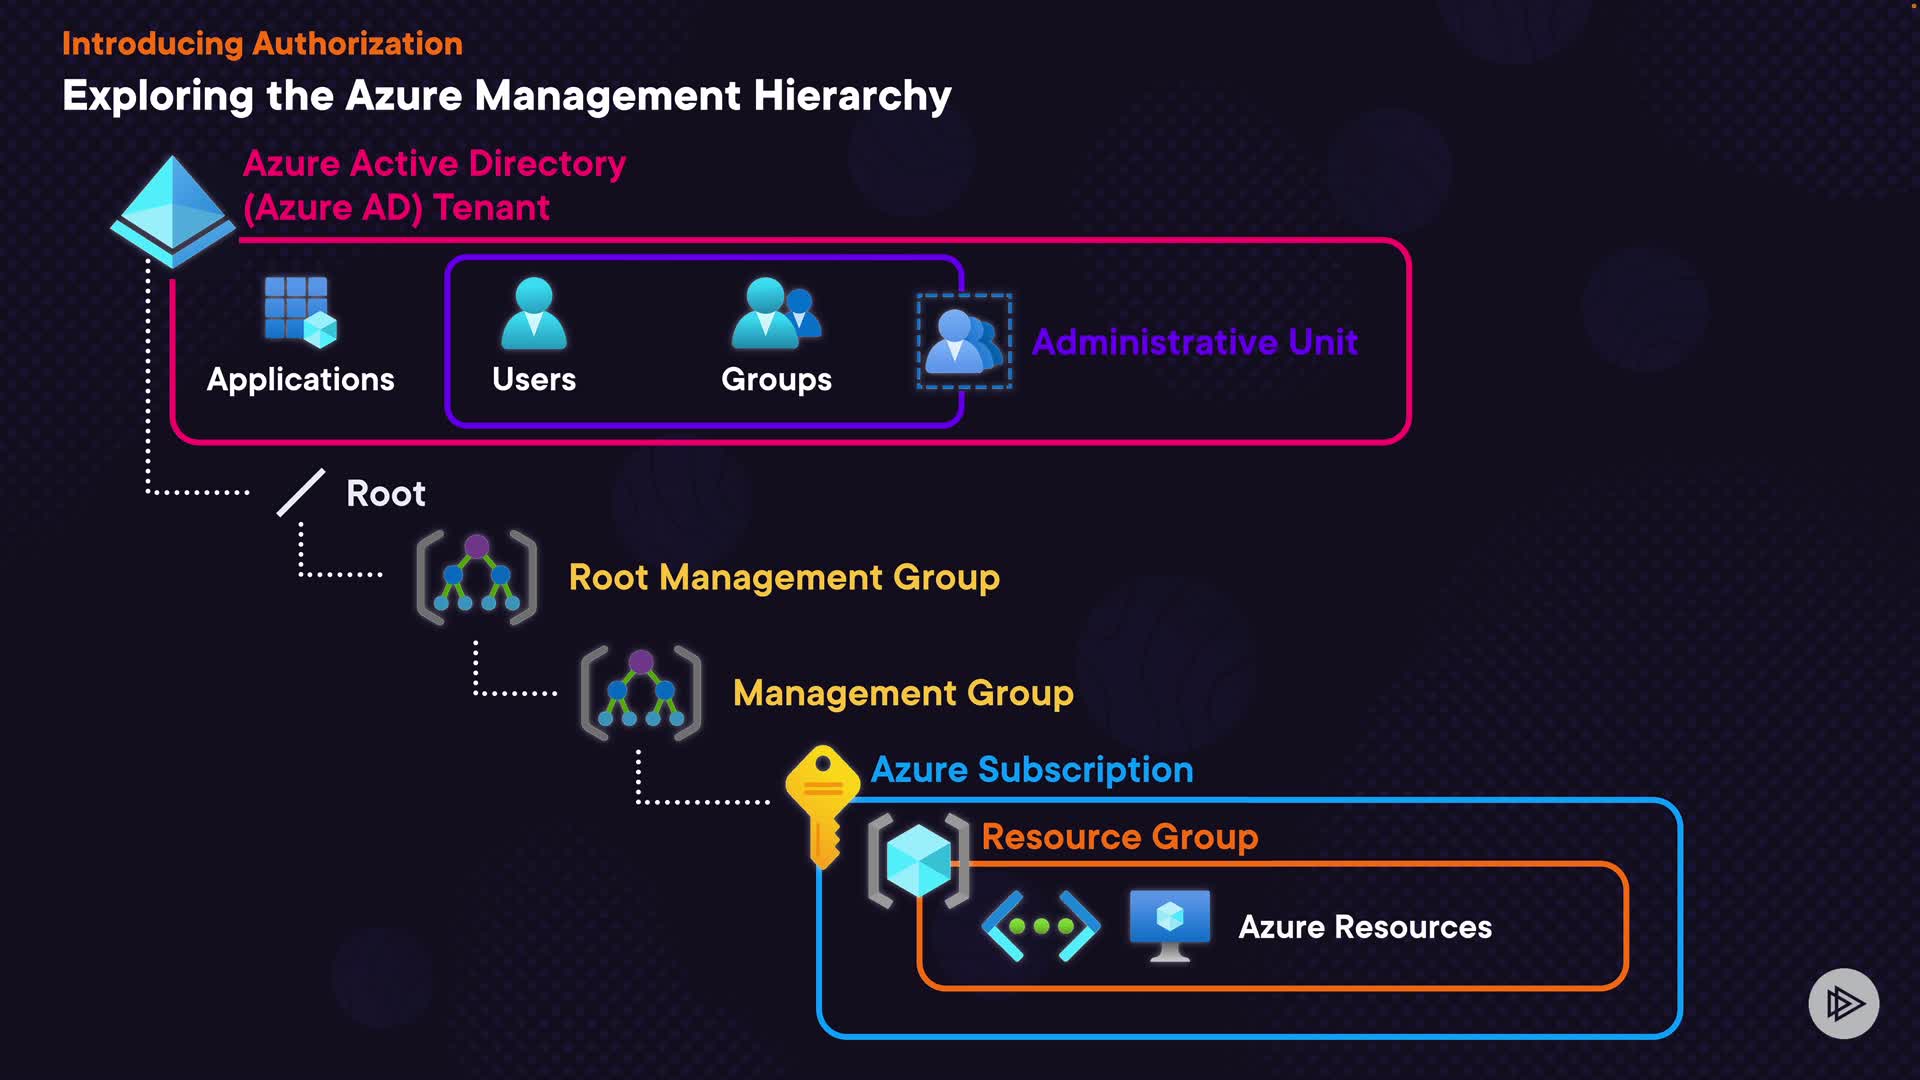 Introducing Authorization
Exploring the Azure Management Hierarchy
Azure Active Directory
(Azure AD) Tenant
Applications
Users
Groups
Administrative Unit
Root
Root Management Group
Management Group
Azure Subscription
Resource Group
Azure Resources